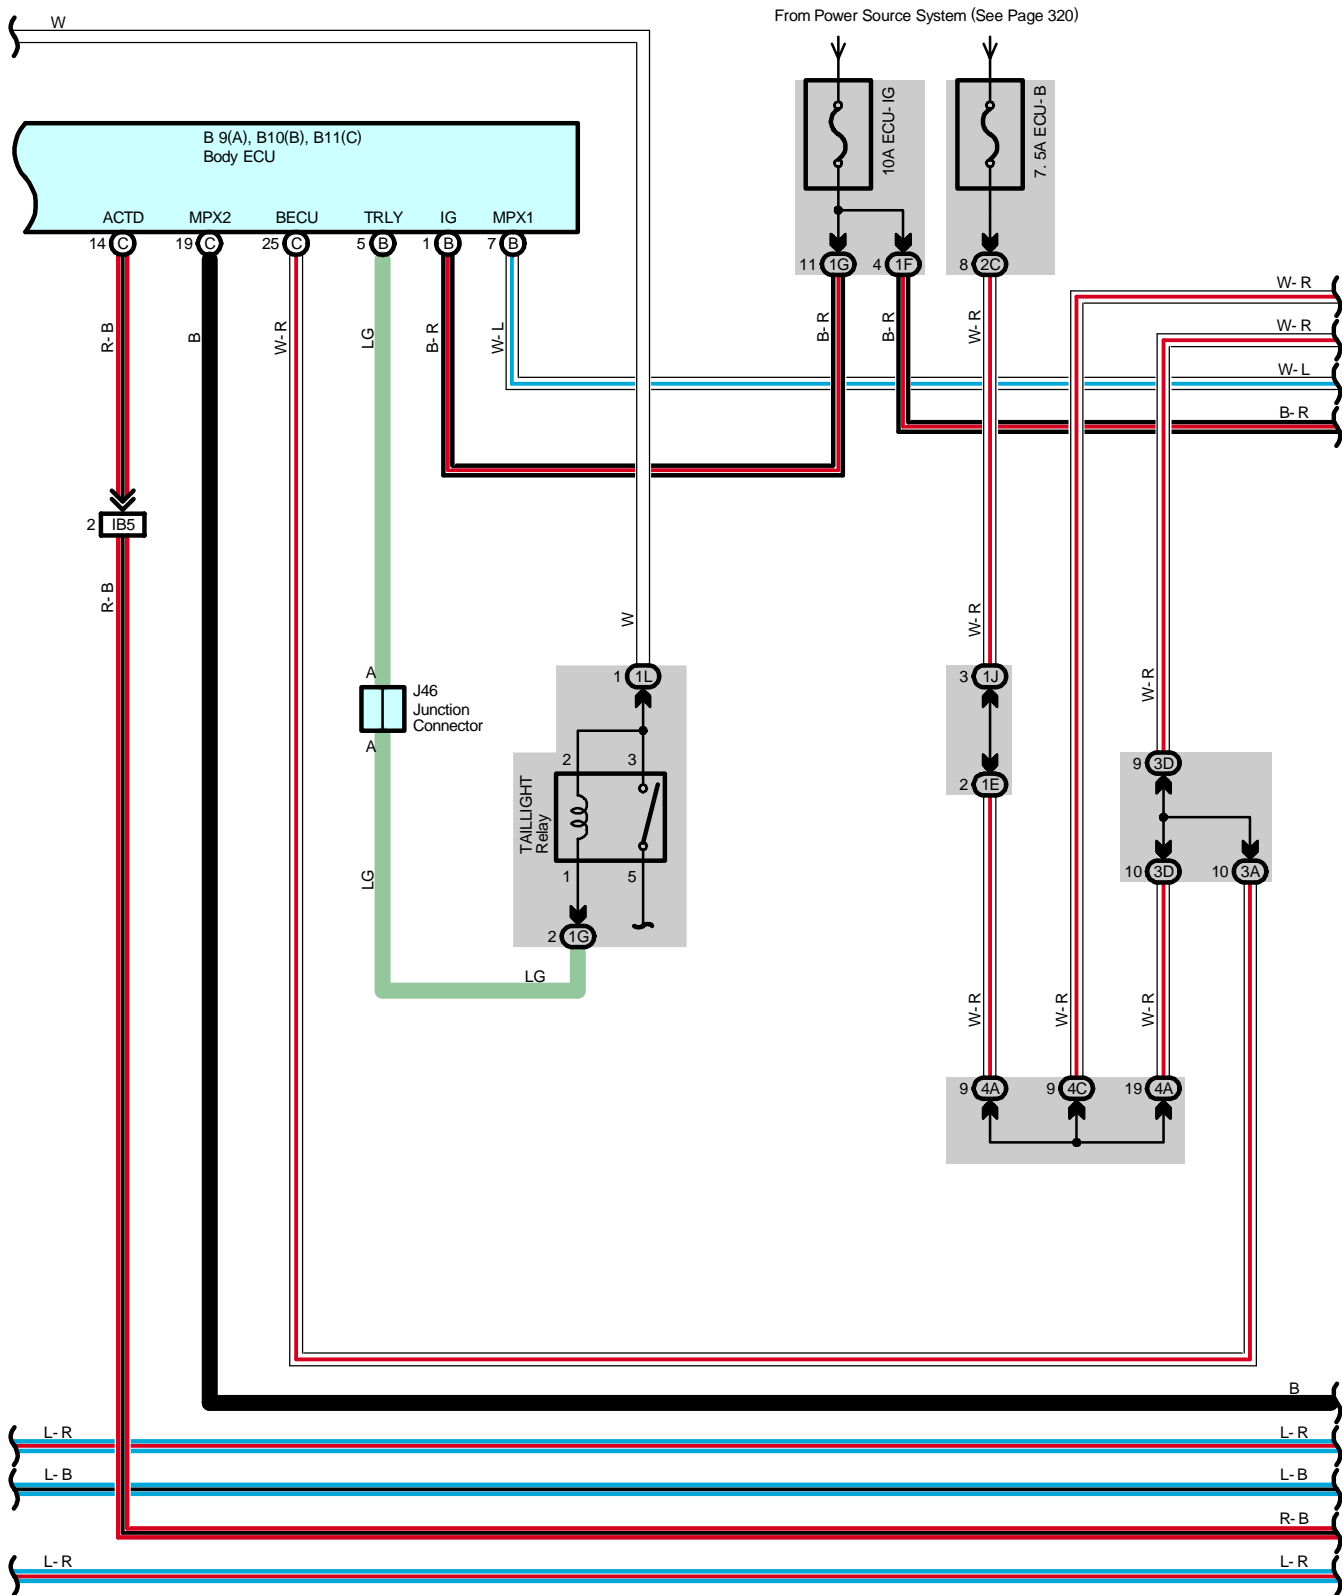 W
From Power Source System (See Page 320)
10A ECU-IG
7. 5A ECU-B
B 9(A), B10(B), B11(C)
Body ECU
ACTD MPX2 BECU TRLY IG MPX1
14 C 19 C 25 C 5 B 1 B 7 B
11 1G 4 1F 8 2C
W-R
R-B B W-R LG B-R W-L B-R B-R W-R
W-R
W-L
B-R
2 IB5
R-B
W
W-R
W-R
1 1L
3 1J
A
J46
Junction
Connector
A
2 3
TAILLIGHT
Relay
1 5
2 1E
9 3D
10 3D 10 3A
LG
2 1G
LG
W-R W-R W-R
9 4A 9 4C 19 4A
B
L-R L-R
L-B L-B
R-B
L-R L-R